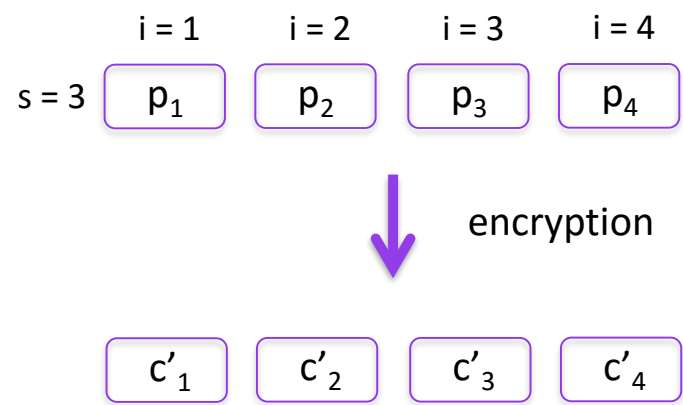 i = 1 i = 2 i = 3 i = 4
s = 3 p₁ p₂ p₃ p₄
encryption
c’₁ c’₂ c’₃ c’₄